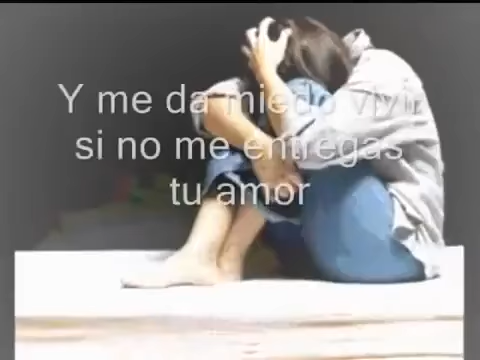 Y me da miedo vivir
si no me entregas
tu amor